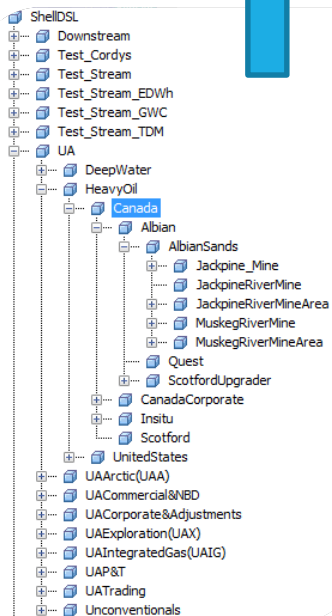 ShellDSL
Downstream
Test_Cordys
Test_Stream
Test_Stream_EDWh
Test_Stream_GWC
Test_Stream_TDM
UA
DeepWater
HeavyOil
Canada
Albian
AlbianSands
Jackpine_Mine
JackpineRiverMine
JackpineRiverMineArea
MuskegRiverMine
MuskegRiverMineArea
Quest
ScotfordUpgrader
CanadaCorporate
Insitu
Scotford
UnitedStates
UAArctic(UAA)
UACommercial&NBD
UACorporate&Adjustments
UAExploration(UAX)
UAIntegratedGas(UAIG)
UAP&T
UATrading
Unconventionals